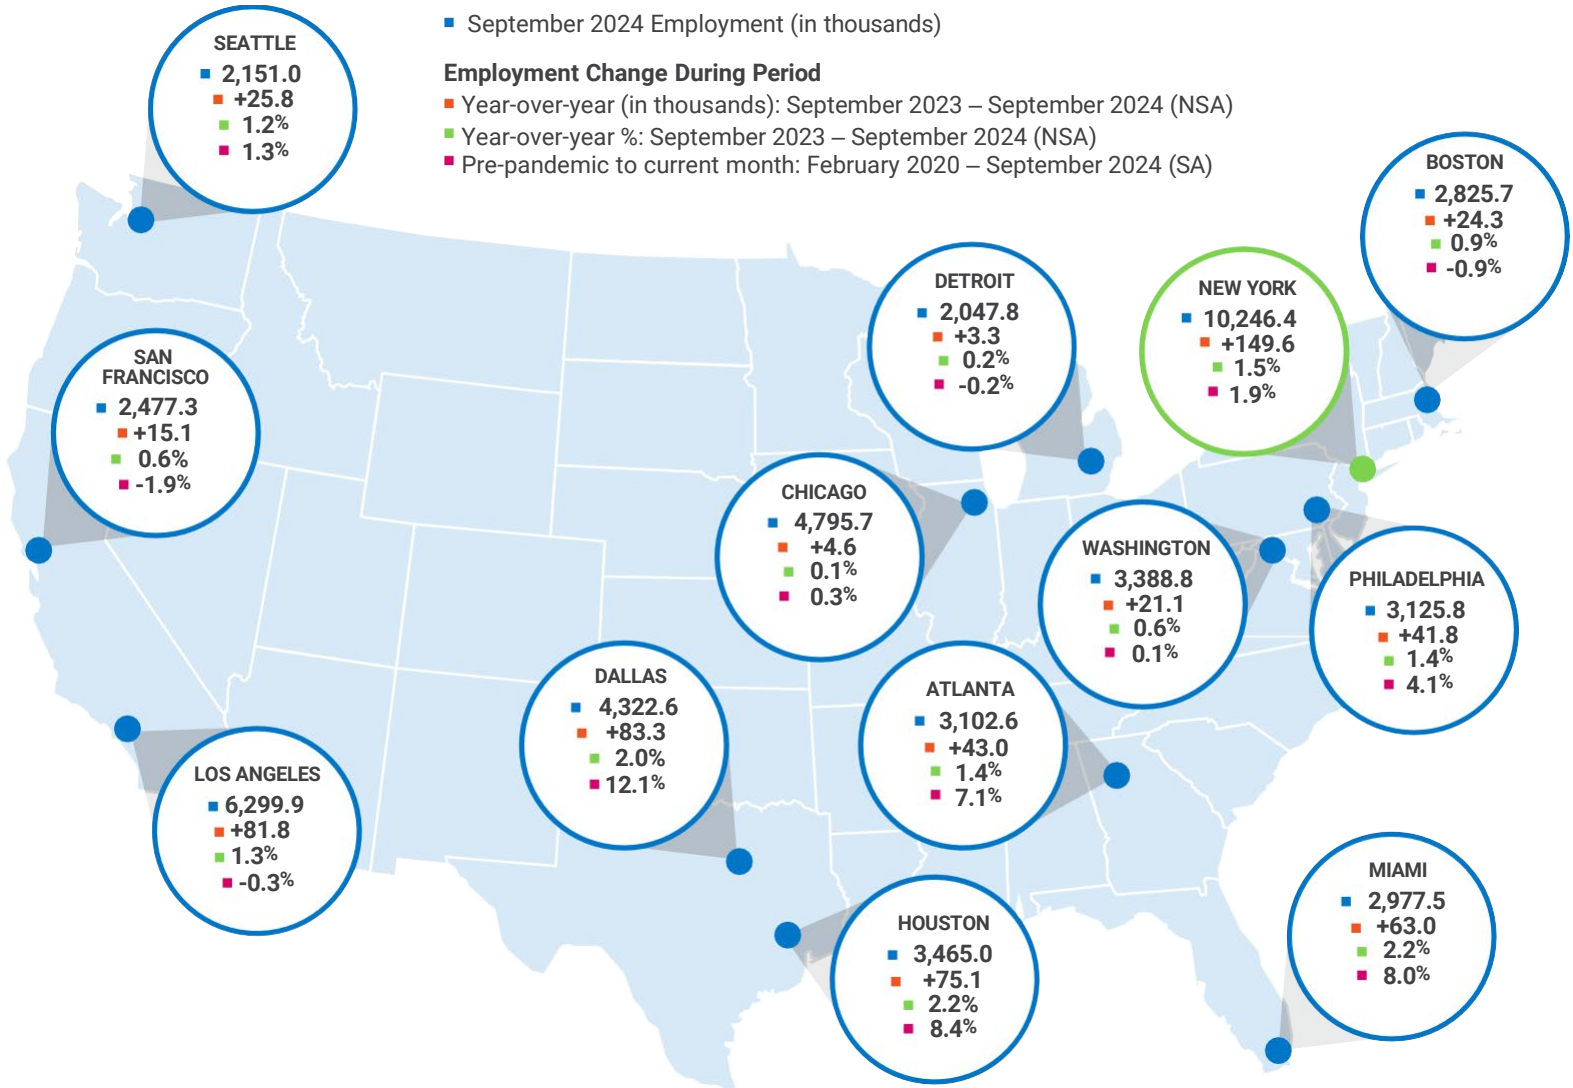 September 2024 Employment (in thousands)
Employment Change During Period
Year-over-year (in thousands): September 2023 – September 2024 (NSA)
Year-over-year %: September 2023 – September 2024 (NSA)
Pre-pandemic to current month: February 2020 – September 2024 (SA)
SEATTLE
2,151.0
+25.8
1.2%
1.3%
BOSTON
2,825.7
+24.3
0.9%
-0.9%
DETROIT
2,047.8
+3.3
0.2%
-0.2%
NEW YORK
10,246.4
+149.6
1.5%
1.9%
SAN
FRANCISCO
2,477.3
+15.1
0.6%
-1.9%
CHICAGO
4,795.7
+4.6
0.1%
0.3%
WASHINGTON
3,388.8
+21.1
0.6%
0.1%
PHILADELPHIA
3,125.8
+41.8
1.4%
4.1%
DALLAS
4,322.6
+83.3
2.0%
12.1%
ATLANTA
3,102.6
+43.0
1.4%
7.1%
LOS ANGELES
6,299.9
+81.8
1.3%
-0.3%
HOUSTON
3,465.0
+75.1
2.2%
8.4%
MIAMI
2,977.5
+63.0
2.2%
8.0%